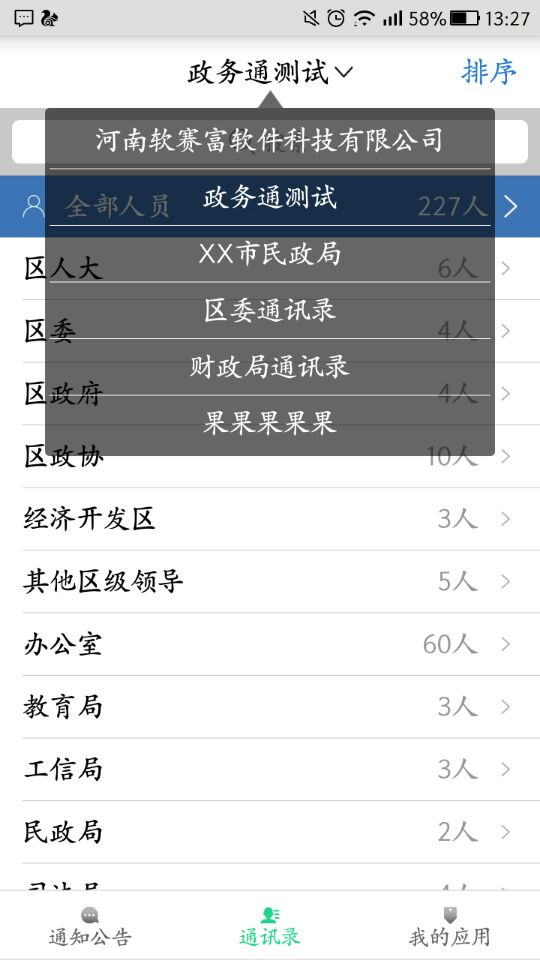 58% 13:27
政务通测试
排序
河南软赛富软件科技有限公司
全部人员 政务通测试 227人
XX市民政局
区人大 6人
区委通讯录
区委 4人
财政局通讯录
区政府 4人
果果果果果
区政协 10人
经济开发区 3人
其他区级领导 5人
办公室 60人
教育局 3人
工信局 3人
民政局 2人
通知公告 通讯录 我的应用